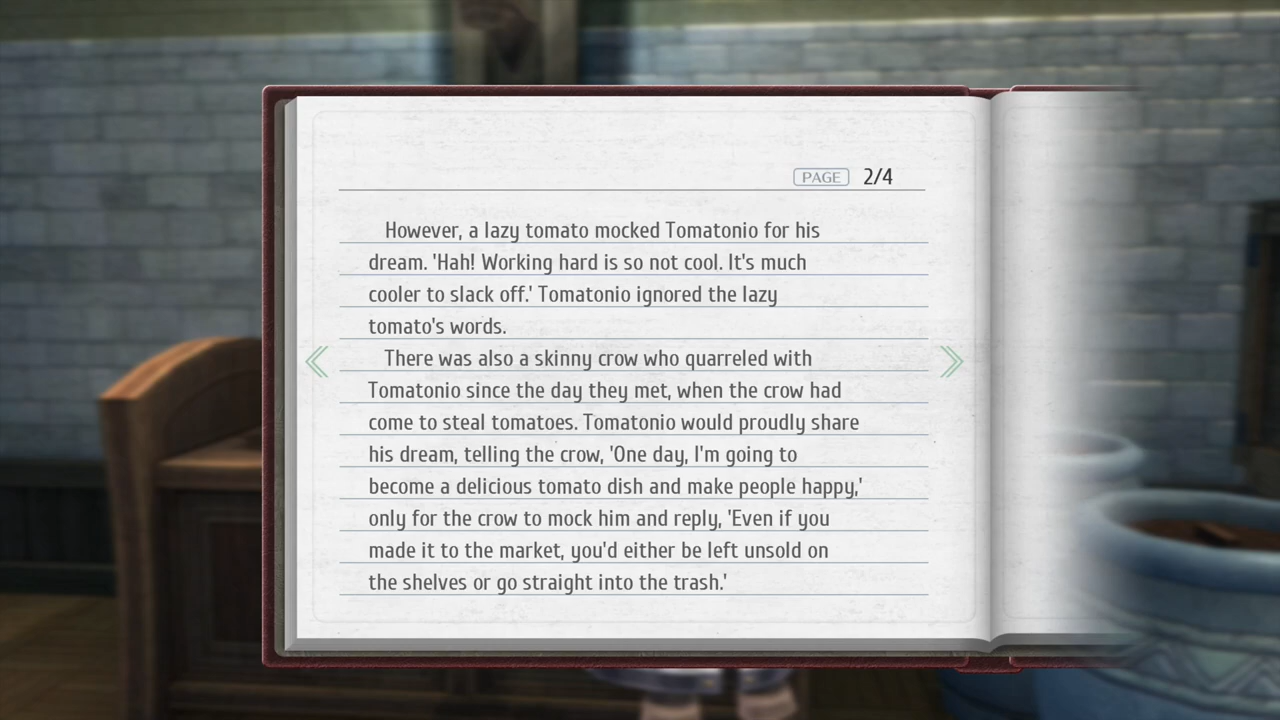 PAGE 2/4
However, a lazy tomato mocked Tomatonio for his
dream. 'Hah! Working hard is so not cool. It's much
cooler to slack off.' Tomatonio ignored the lazy
tomato's words.
There was also a skinny crow who quarreled with
Tomatonio since the day they met, when the crow had
come to steal tomatoes. Tomatonio would proudly share
his dream, telling the crow, 'One day, I'm going to
become a delicious tomato dish and make people happy,'
only for the crow to mock him and reply, 'Even if you
made it to the market, you'd either be left unsold on
the shelves or go straight into the trash.'